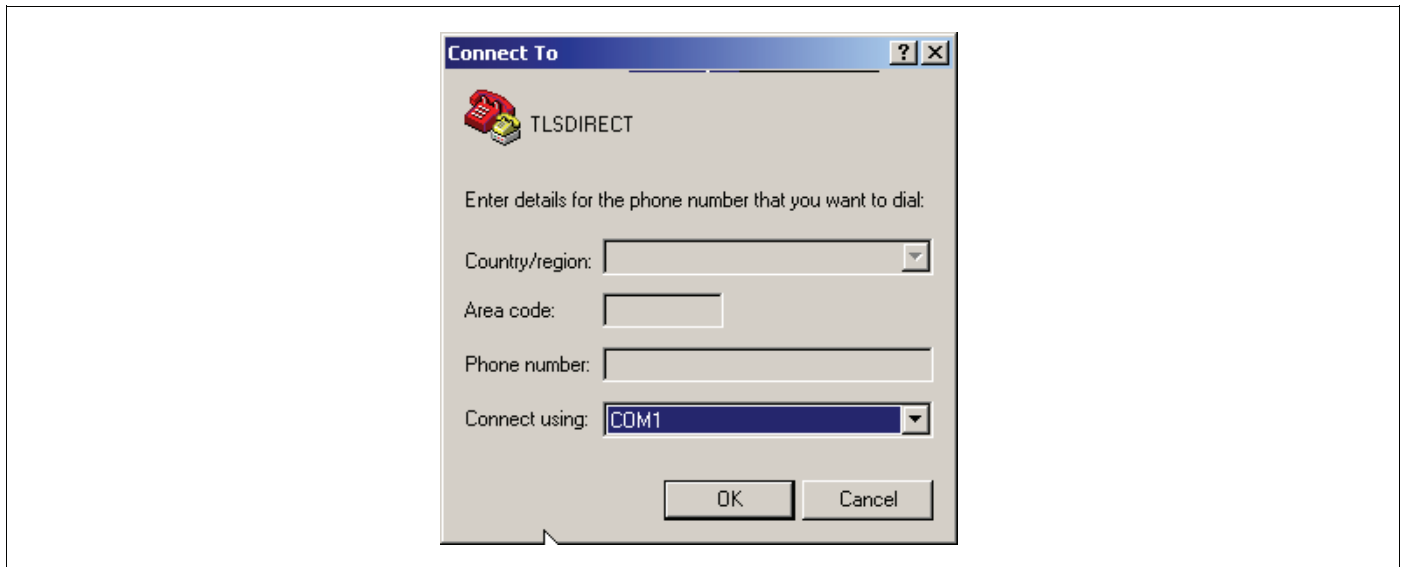 Connect To
TLSDIRECT
Enter details for the phone number that you want to dial:
Country/region:
Area code:
Phone number:
Connect using: COM1
OK Cancel